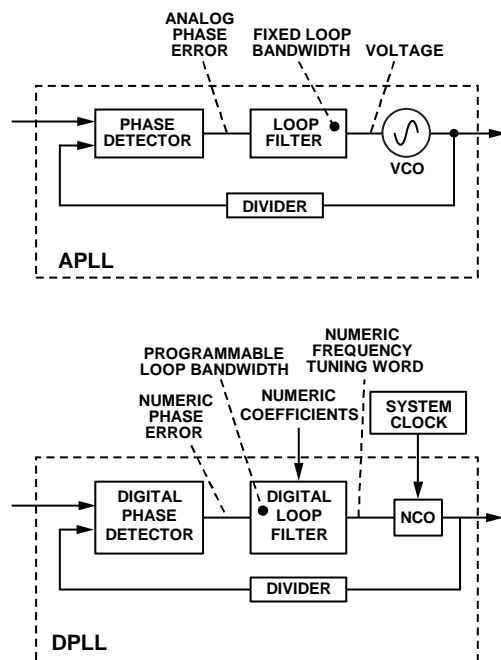 ANALOG
PHASE
ERROR
FIXED LOOP
BANDWIDTH
VOLTAGE
PHASE
DETECTOR
LOOP
FILTER
VCO
DIVIDER
APLL
PROGRAMMABLE
LOOP BANDWIDTH
NUMERIC
PHASE
ERROR
NUMERIC
COEFFICIENTS
NUMERIC
FREQUENCY
TUNING WORD
SYSTEM
CLOCK
DIGITAL
PHASE
DETECTOR
DIGITAL
LOOP
FILTER
NCO
DIVIDER
DPLL